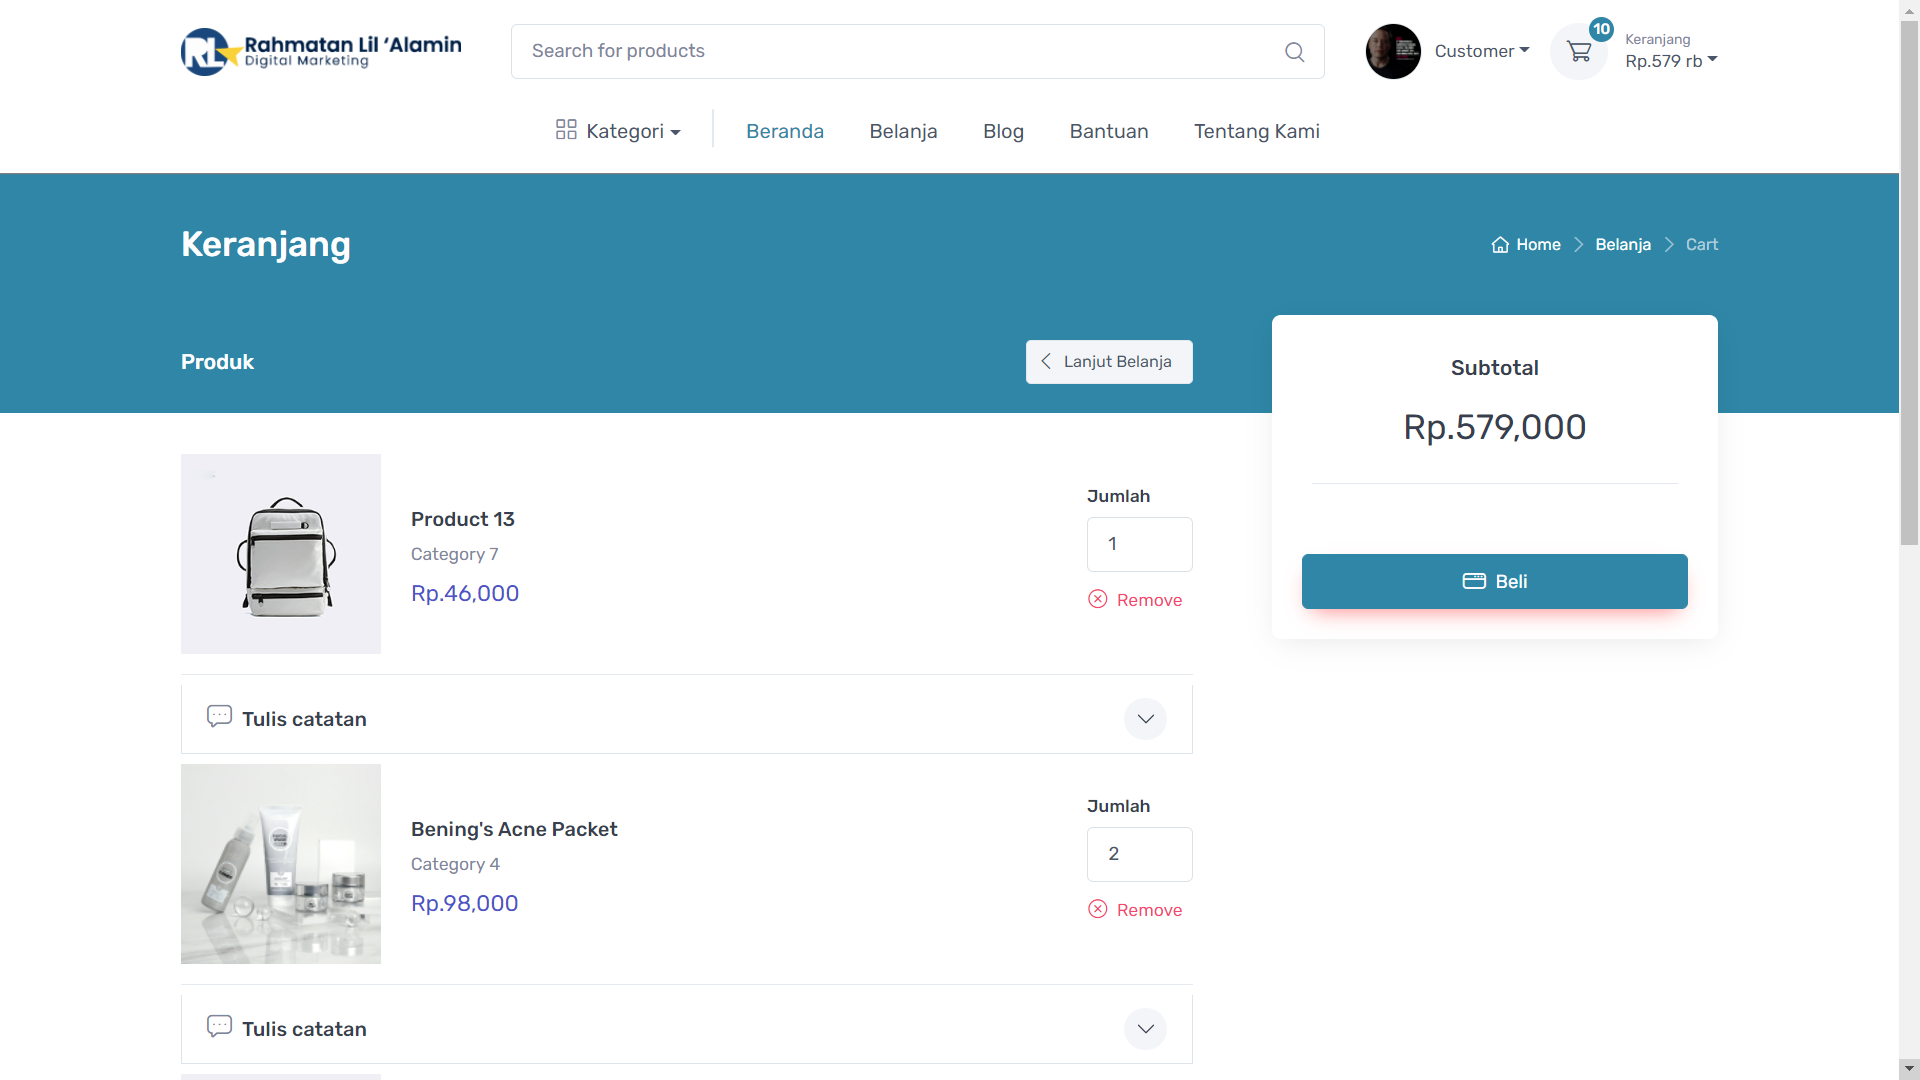 RL Rahmatan Lil ‘Alamin
Digital Marketing
Search for products
Customer
10
Keranjang
Rp.579 rb
Kategori
Beranda
Belanja
Blog
Bantuan
Tentang Kami
Keranjang
Home
Belanja
Cart
Produk
Lanjut Belanja
Subtotal
Rp.579,000
Beli
Product 13
Category 7
Rp.46,000
Jumlah
1
Remove
Tulis catatan
Bening's Acne Packet
Category 4
Rp.98,000
Jumlah
2
Remove
Tulis catatan